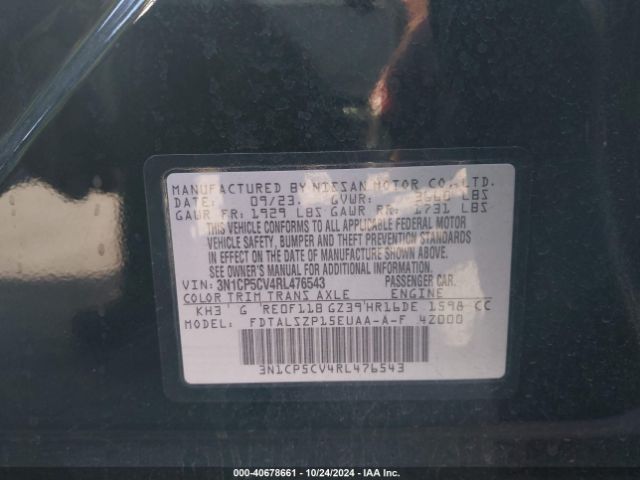 MANUFACTURED BY NISSAN MOTOR CO.,LTD.
DATE: 09/23. GVWR: 3660 LBS
GAWR FR: 1929 LBS GAWR RR: 1731 LBS
THIS VEHICLE CONFORMS TO ALL APPLICABLE FEDERAL MOTOR
VEHICLE SAFETY, BUMPER AND THEFT PREVENTION STANDARDS
IN EFFECT ON THE DATE OF MANUFACTURE SHOWN ABOVE.
SEE OWNER'S MANUAL FOR ADDITIONAL INFORMATION.
VIN: 3N1CP5CV4RL476543 PASSENGER CAR.
COLOR TRIM TRANS AXLE ENGINE
KH3 G RE0F11B GZ39 HR16DE 1598 CC
MODEL: FDTALSZP15EUAA-A-F 42000
3N1CP5CV4RL476543
000-40678661 - 10/24/2024 - IAA Inc.